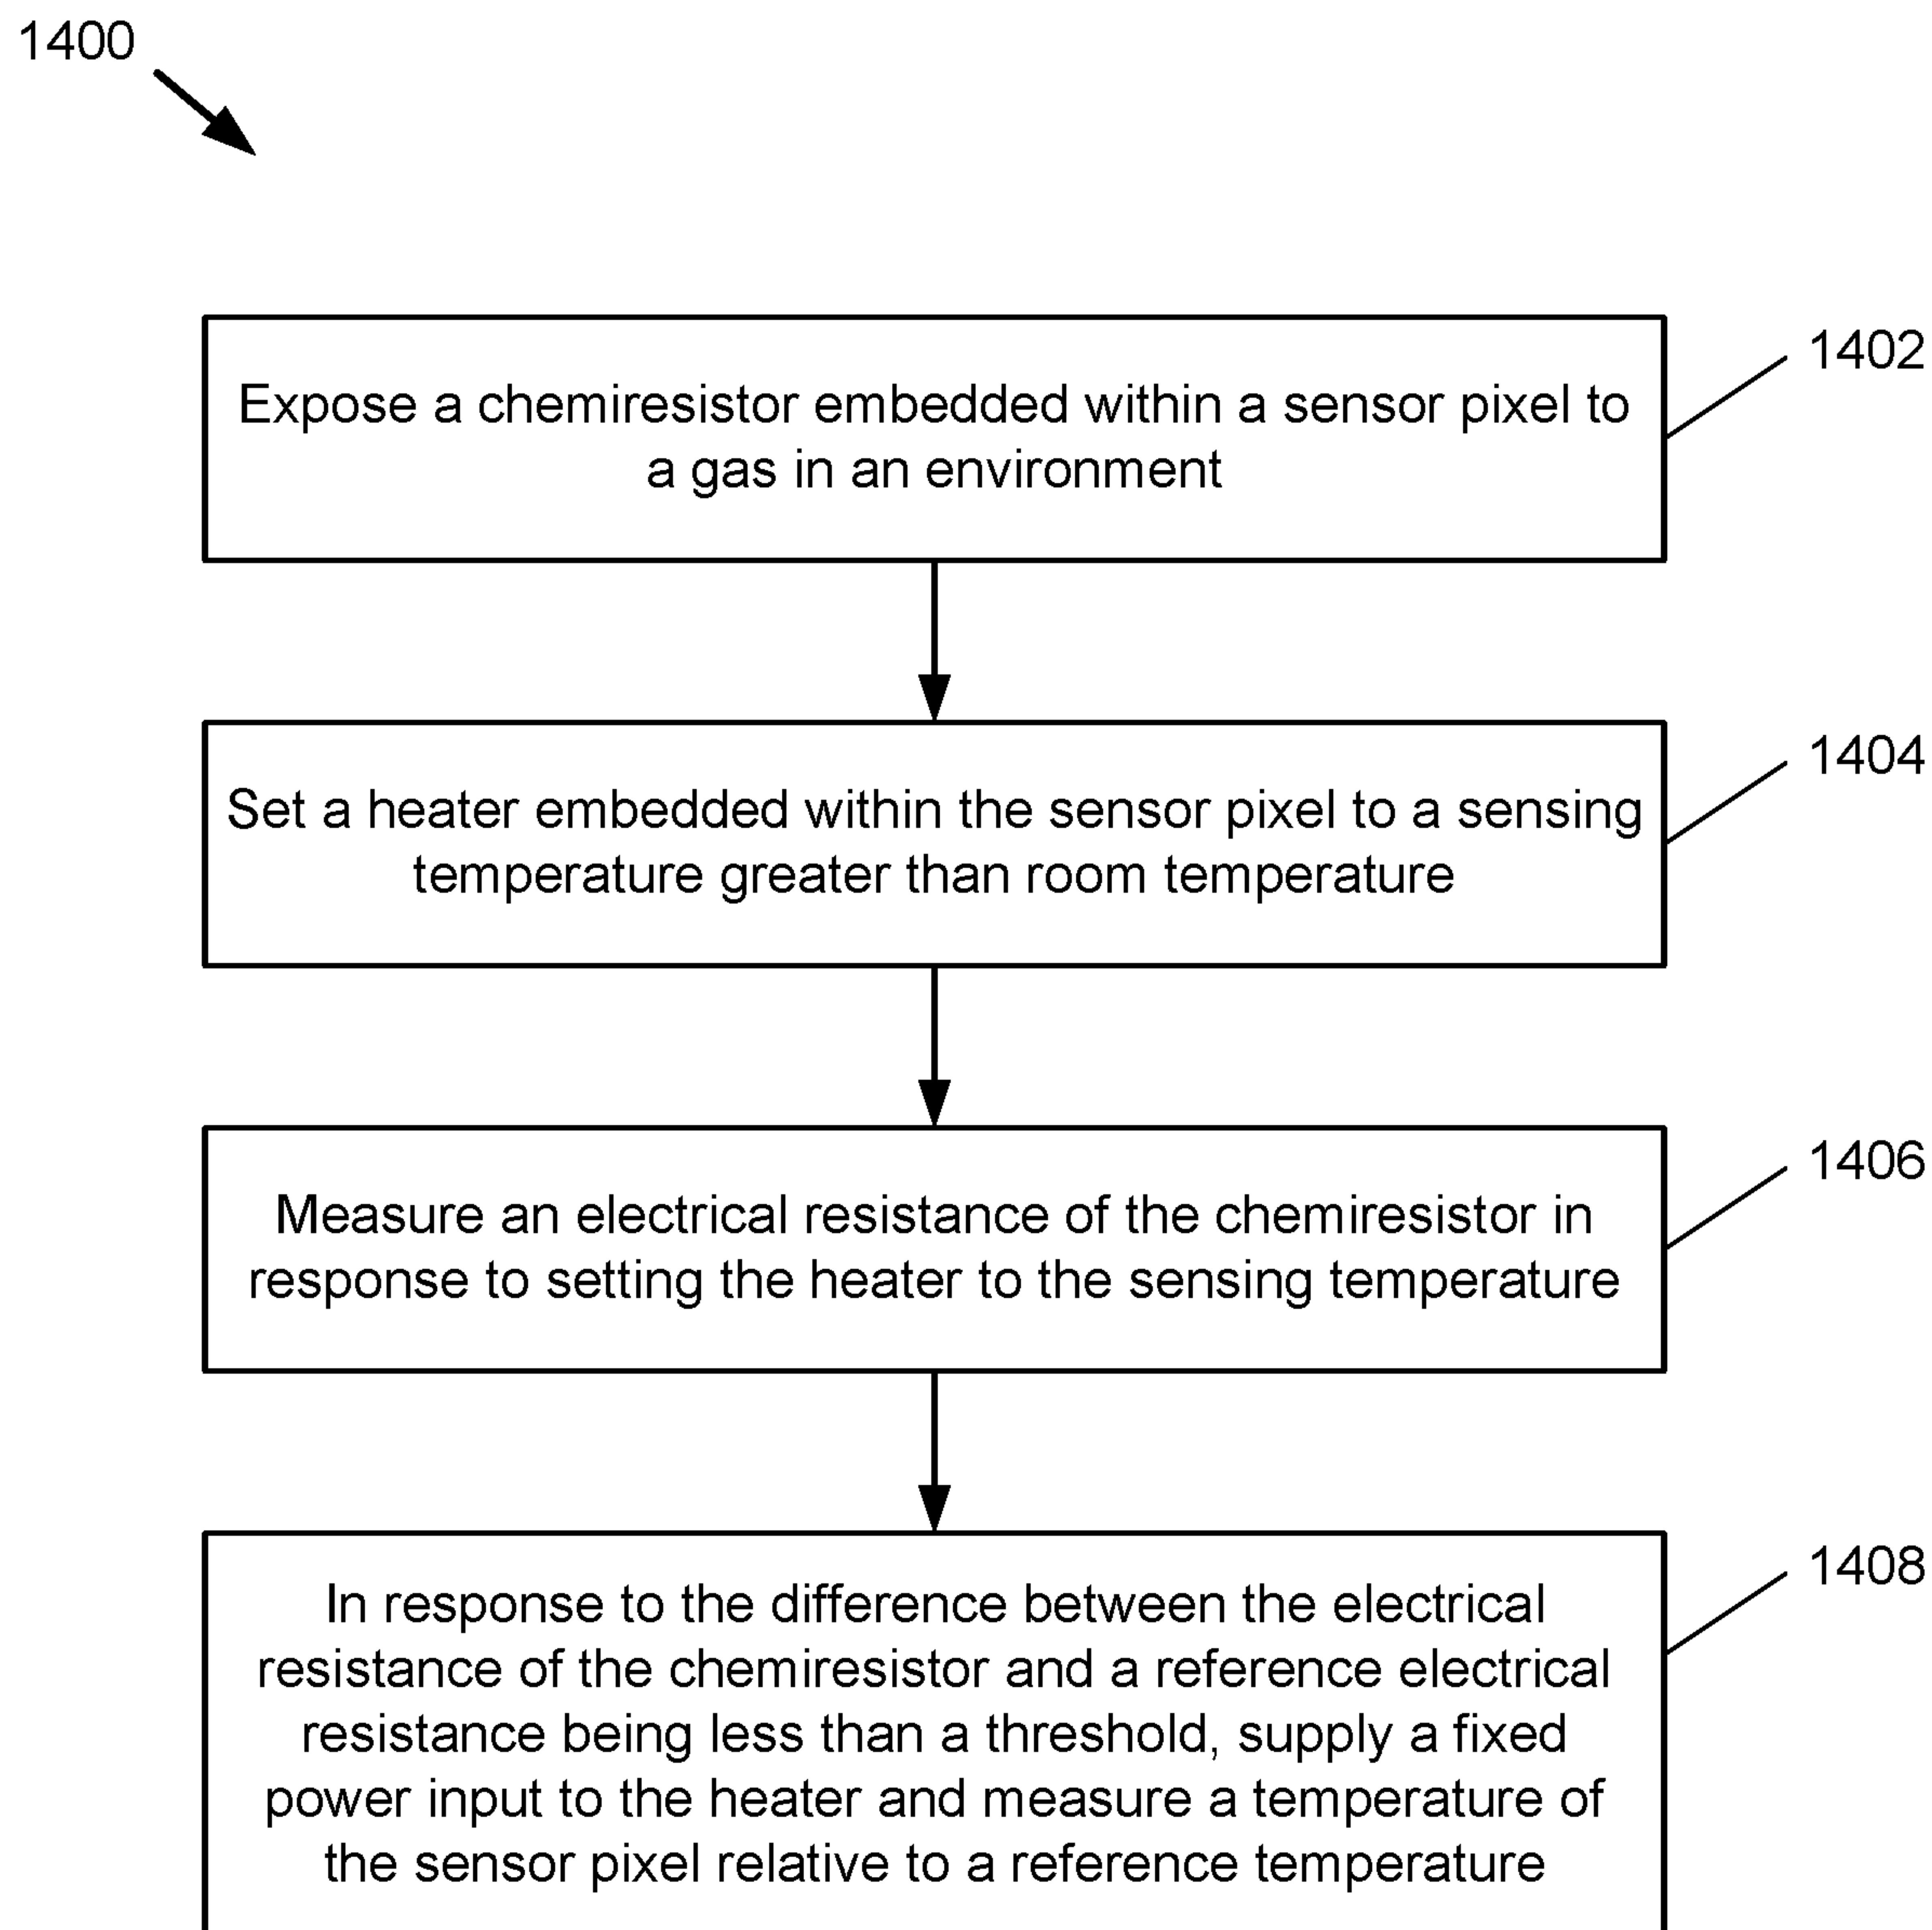 1400
Expose a chemiresistor embedded within a sensor pixel to
a gas in an environment
1402
Set a heater embedded within the sensor pixel to a sensing
temperature greater than room temperature
1404
Measure an electrical resistance of the chemiresistor in
response to setting the heater to the sensing temperature
1406
In response to the difference between the electrical
resistance of the chemiresistor and a reference electrical
resistance being less than a threshold, supply a fixed
power input to the heater and measure a temperature of
the sensor pixel relative to a reference temperature
1408